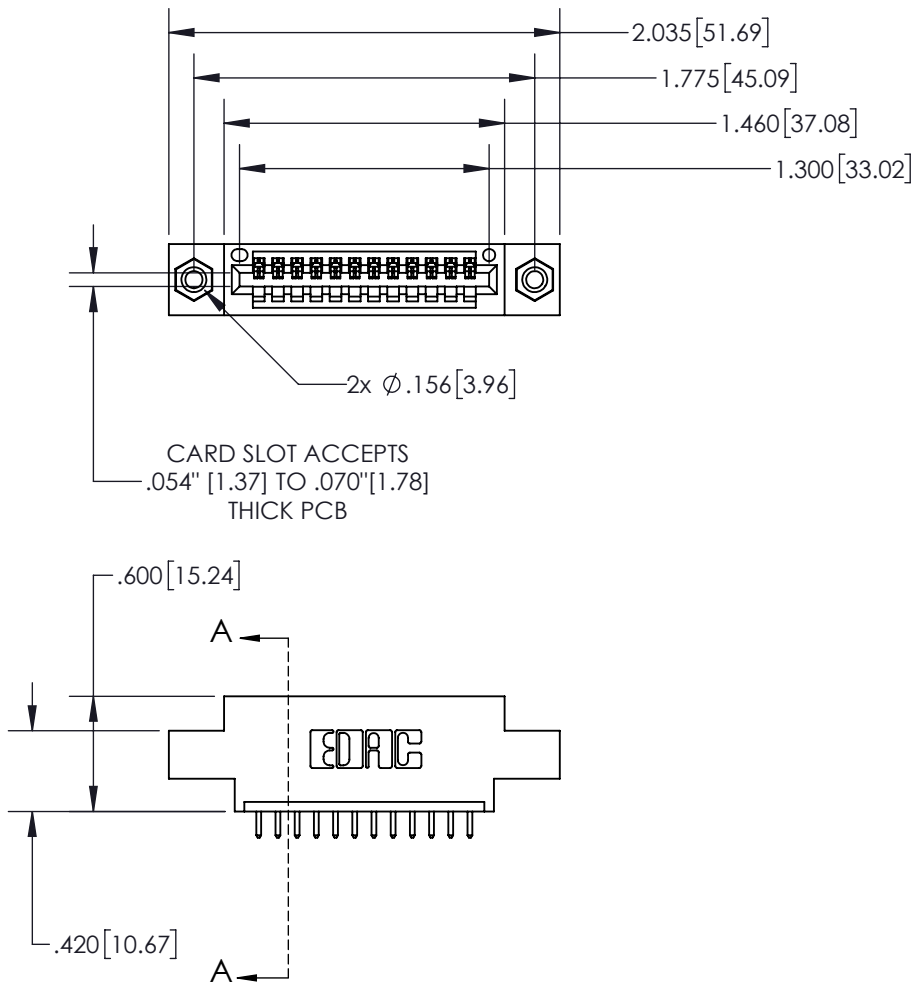 2.035[51.69]
1.775[45.09]
1.460[37.08]
1.300[33.02]
2x ⌀.156[3.96]
CARD SLOT ACCEPTS
.054" [1.37] TO .070"[1.78]
THICK PCB
.600[15.24]
A
EDAC
.420[10.67]
A